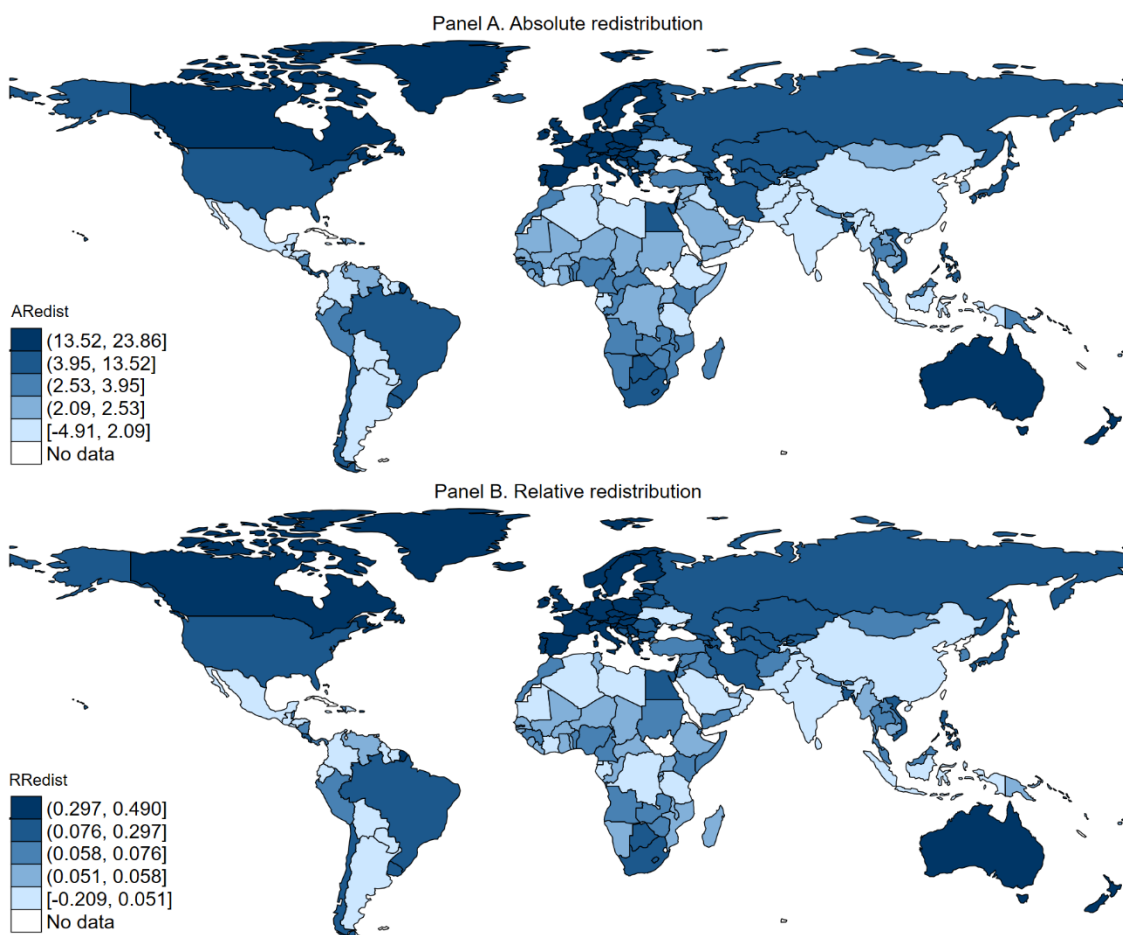 Panel A. Absolute redistribution
ARedist
(13.52, 23.86]
(3.95, 13.52]
(2.53, 3.95]
(2.09, 2.53]
[-4.91, 2.09]
No data
Panel B. Relative redistribution
RRedist
(0.297, 0.490]
(0.076, 0.297]
(0.058, 0.076]
(0.051, 0.058]
[-0.209, 0.051]
No data